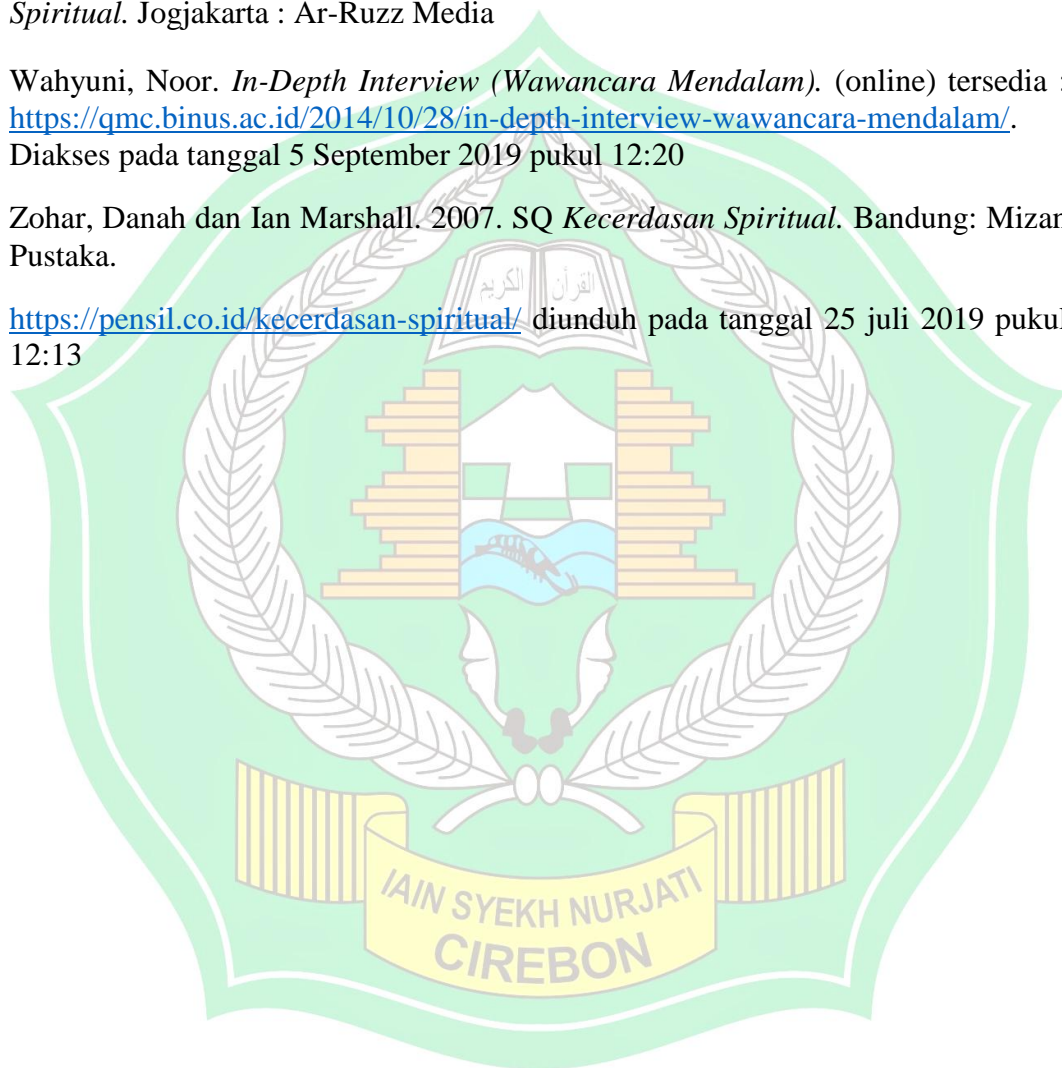 Spiritual. Jogjakarta : Ar-Ruzz Media
Wahyuni, Noor. In-Depth Interview (Wawancara Mendalam). (online) tersedia :
https://qmc.binus.ac.id/2014/10/28/in-depth-interview-wawancara-mendalam/.
Diakses pada tanggal 5 September 2019 pukul 12:20
Zohar, Danah dan Ian Marshall. 2007. SQ Kecerdasan Spiritual. Bandung: Mizan
Pustaka.
https://pensil.co.id/kecerdasan-spiritual/ diunduh pada tanggal 25 juli 2019 pukul
12:13
القرأن الكريم
IAIN SYEKH NURJATI
CIREBON